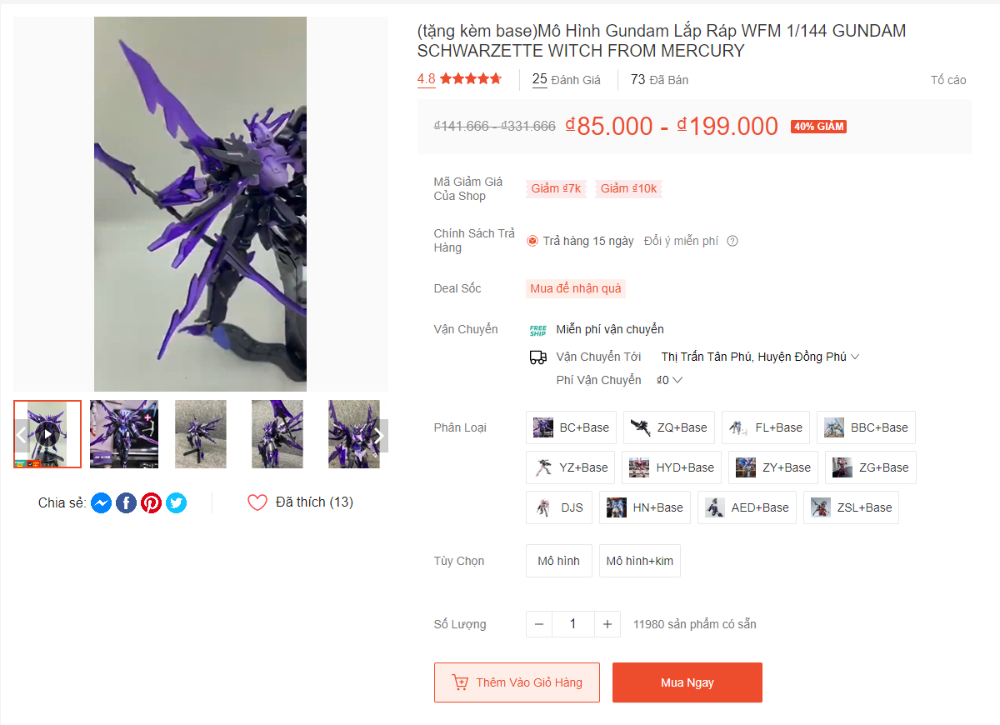 (tặng kèm base)Mô Hình Gundam Lắp Ráp WFM 1/144 GUNDAM
SCHWARZETTE WITCH FROM MERCURY
4.8
25 Đánh Giá
73 Đã Bán
Tố cáo
₫141.666 - ₫331.666
₫85.000 - ₫199.000
40% GIẢM
Mã Giảm Giá
Của Shop
Giảm ₫7k
Giảm ₫10k
Chính Sách Trả
Hàng
Trả hàng 15 ngày
Đổi ý miễn phí
?
Deal Sốc
Mua để nhận quà
Vận Chuyển
FREE
SHIP
Miễn phí vận chuyển
Vận Chuyển Tới
Thị Trấn Tân Phú, Huyện Đồng Phú
Phí Vận Chuyển
₫0
Phân Loại
BC+Base
ZQ+Base
FL+Base
BBC+Base
YZ+Base
HYD+Base
ZY+Base
ZG+Base
DJS
HN+Base
AED+Base
ZSL+Base
Tùy Chọn
Mô hình
Mô hình+kim
Số Lượng
1
11980 sản phẩm có sẵn
Thêm Vào Giỏ Hàng
Mua Ngay
Chia sẻ:
Đã thích (13)